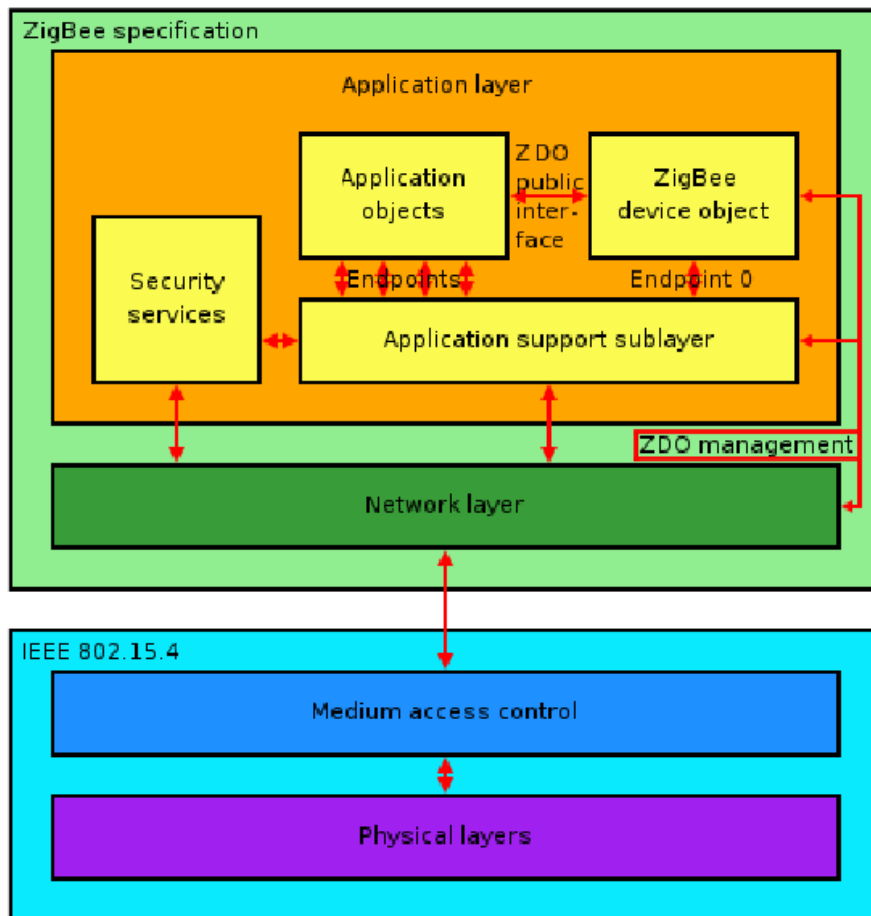 ZigBee specification
Application layer
Application
objects
ZDO
public
inter-
face
ZigBee
device object
Security
services
Endpoints
Endpoint 0
Application support sublayer
ZDO management
Network layer
IEEE 802.15.4
Medium access control
Physical layers